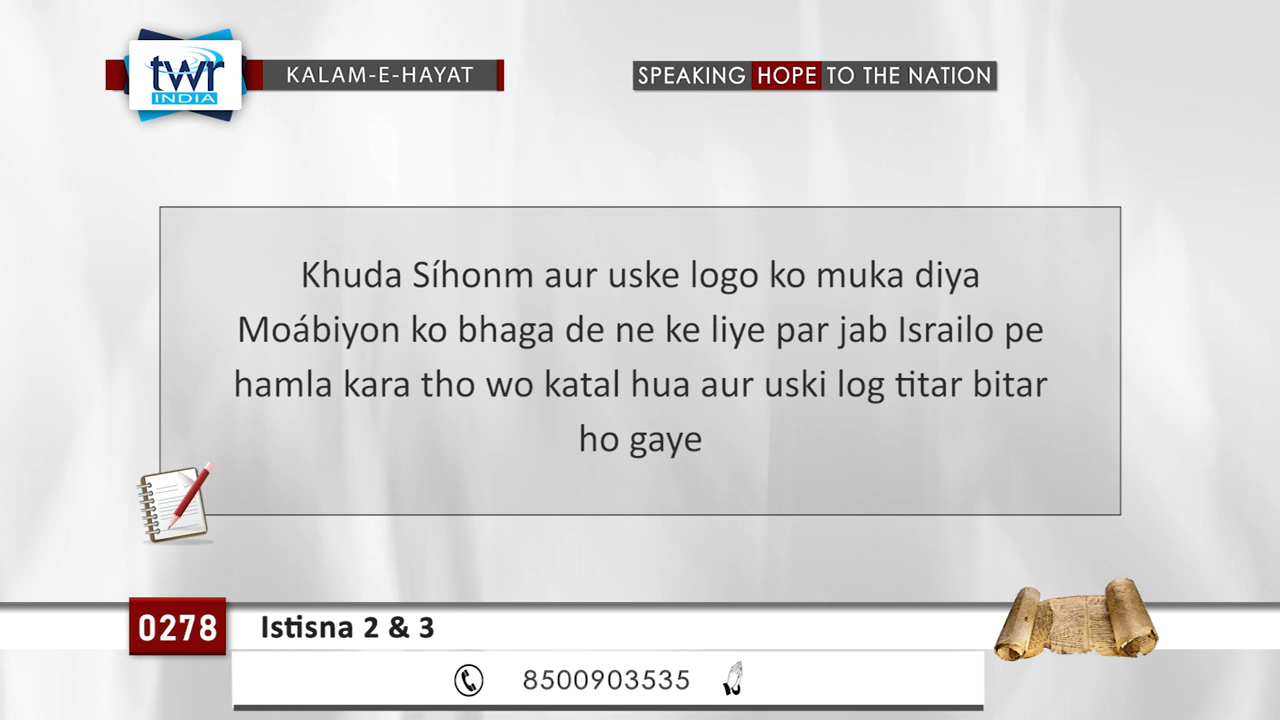 twr
INDIA
KALAM-E-HAYAT
SPEAKING HOPE TO THE NATION
Khuda Síhonm aur uske logo ko muka diya
Moábiyon ko bhaga de ne ke liye par jab Israilo pe
hamla kara tho wo katal hua aur uski log titar bitar
ho gaye
0278
Istisna 2 & 3
8500903535